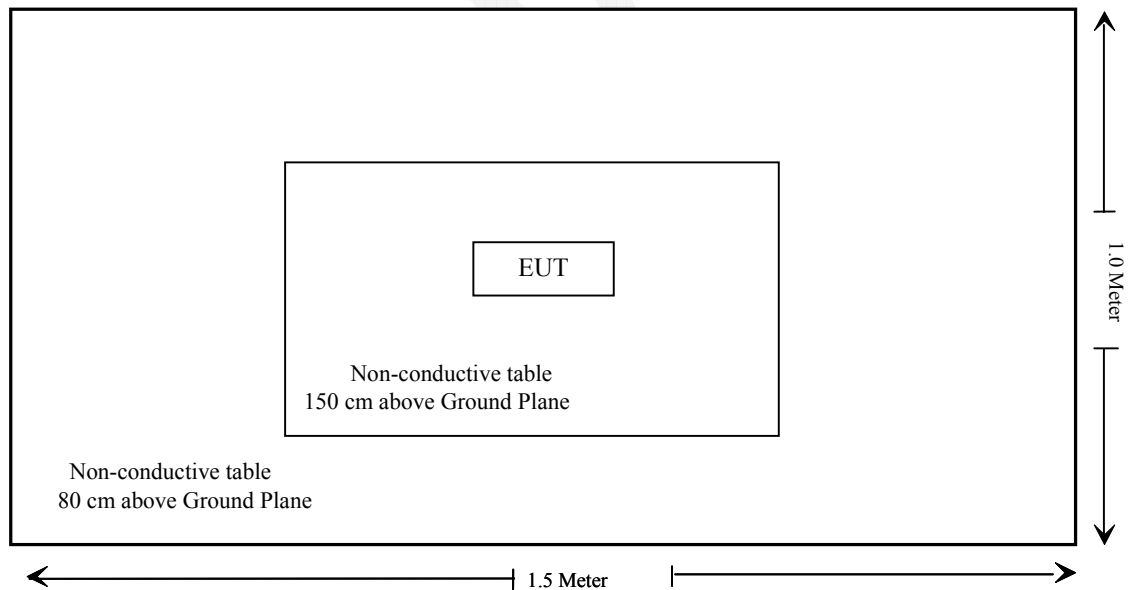 EUT
1.0 Meter
Non-conductive table
150 cm above Ground Plane
Non-conductive table
80 cm above Ground Plane
1.5 Meter